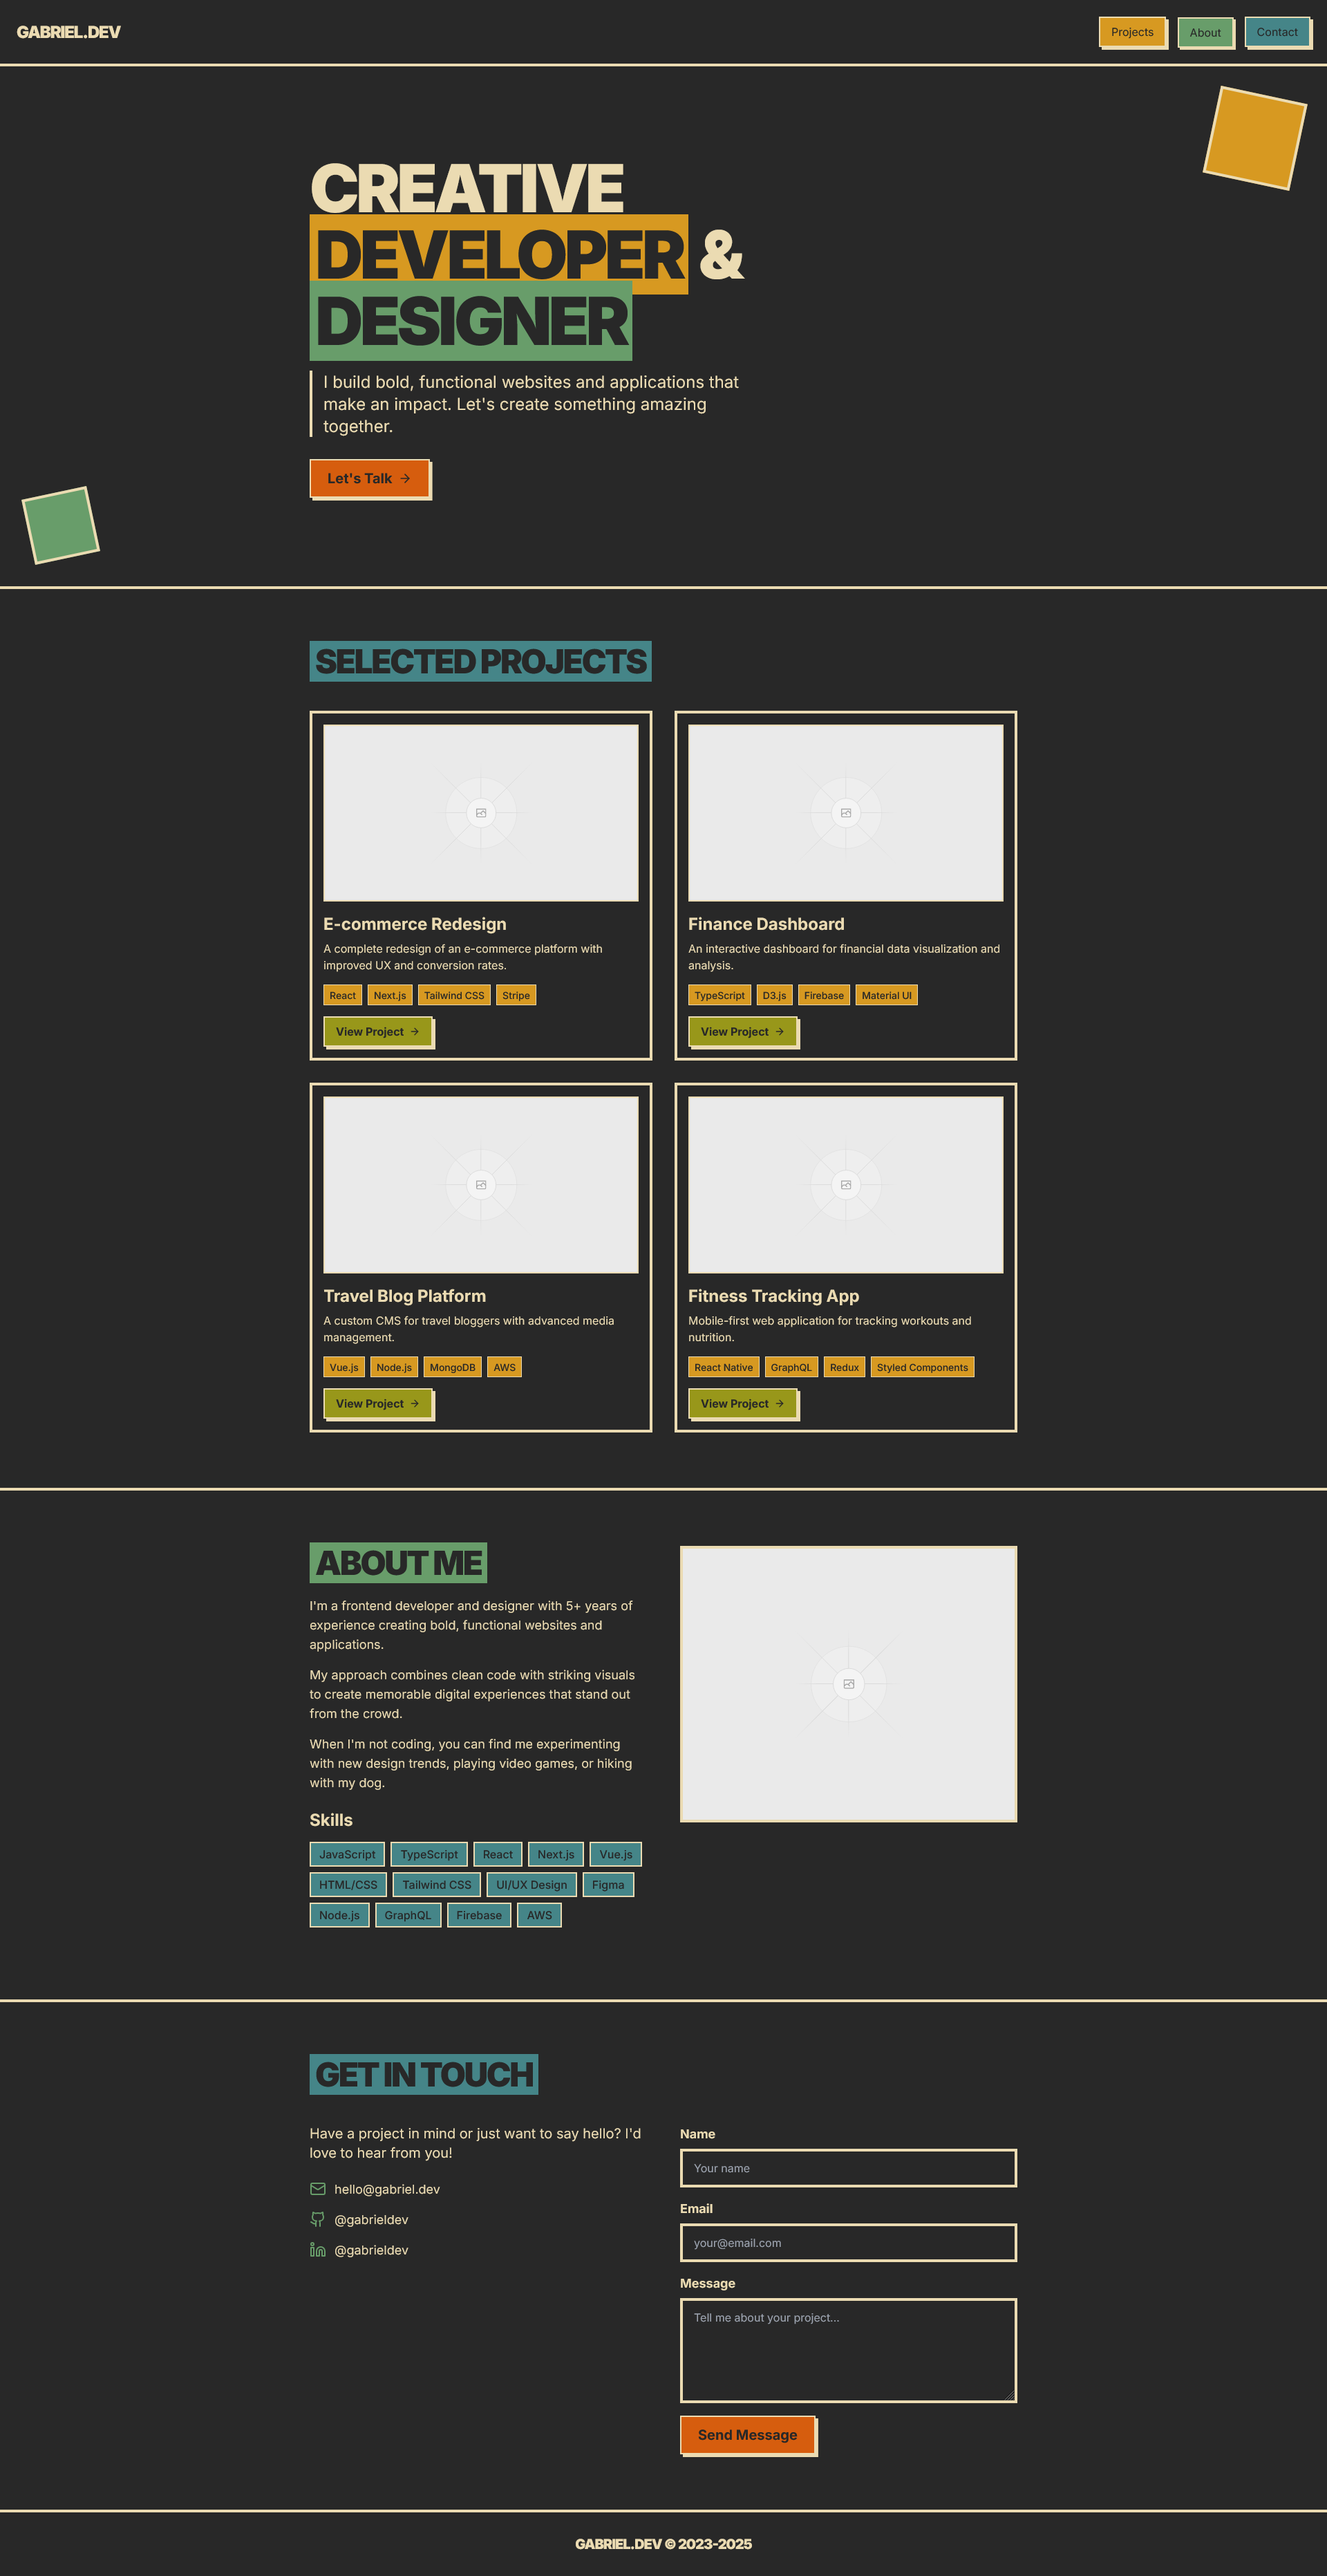 GABRIEL.DEV
Projects
About
Contact
CREATIVE
DEVELOPER &
DESIGNER
I build bold, functional websites and applications that
make an impact. Let's create something amazing
together.
Let's Talk →
SELECTED PROJECTS
E-commerce Redesign
A complete redesign of an e-commerce platform with
improved UX and conversion rates.
React Next.js Tailwind CSS Stripe
View Project →
Finance Dashboard
An interactive dashboard for financial data visualization and
analysis.
TypeScript D3.js Firebase Material UI
View Project →
Travel Blog Platform
A custom CMS for travel bloggers with advanced media
management.
Vue.js Node.js MongoDB AWS
View Project →
Fitness Tracking App
Mobile-first web application for tracking workouts and
nutrition.
React Native GraphQL Redux Styled Components
View Project →
ABOUT ME
I'm a frontend developer and designer with 5+ years of
experience creating bold, functional websites and
applications.
My approach combines clean code with striking visuals
to create memorable digital experiences that stand out
from the crowd.
When I'm not coding, you can find me experimenting
with new design trends, playing video games, or hiking
with my dog.
Skills
JavaScript TypeScript React Next.js Vue.js
HTML/CSS Tailwind CSS UI/UX Design Figma
Node.js GraphQL Firebase AWS
GET IN TOUCH
Have a project in mind or just want to say hello? I'd
love to hear from you!
hello@gabriel.dev
@gabrieldev
@gabrieldev
Name
Your name
Email
your@email.com
Message
Tell me about your project...
Send Message
GABRIEL.DEV © 2023-2025